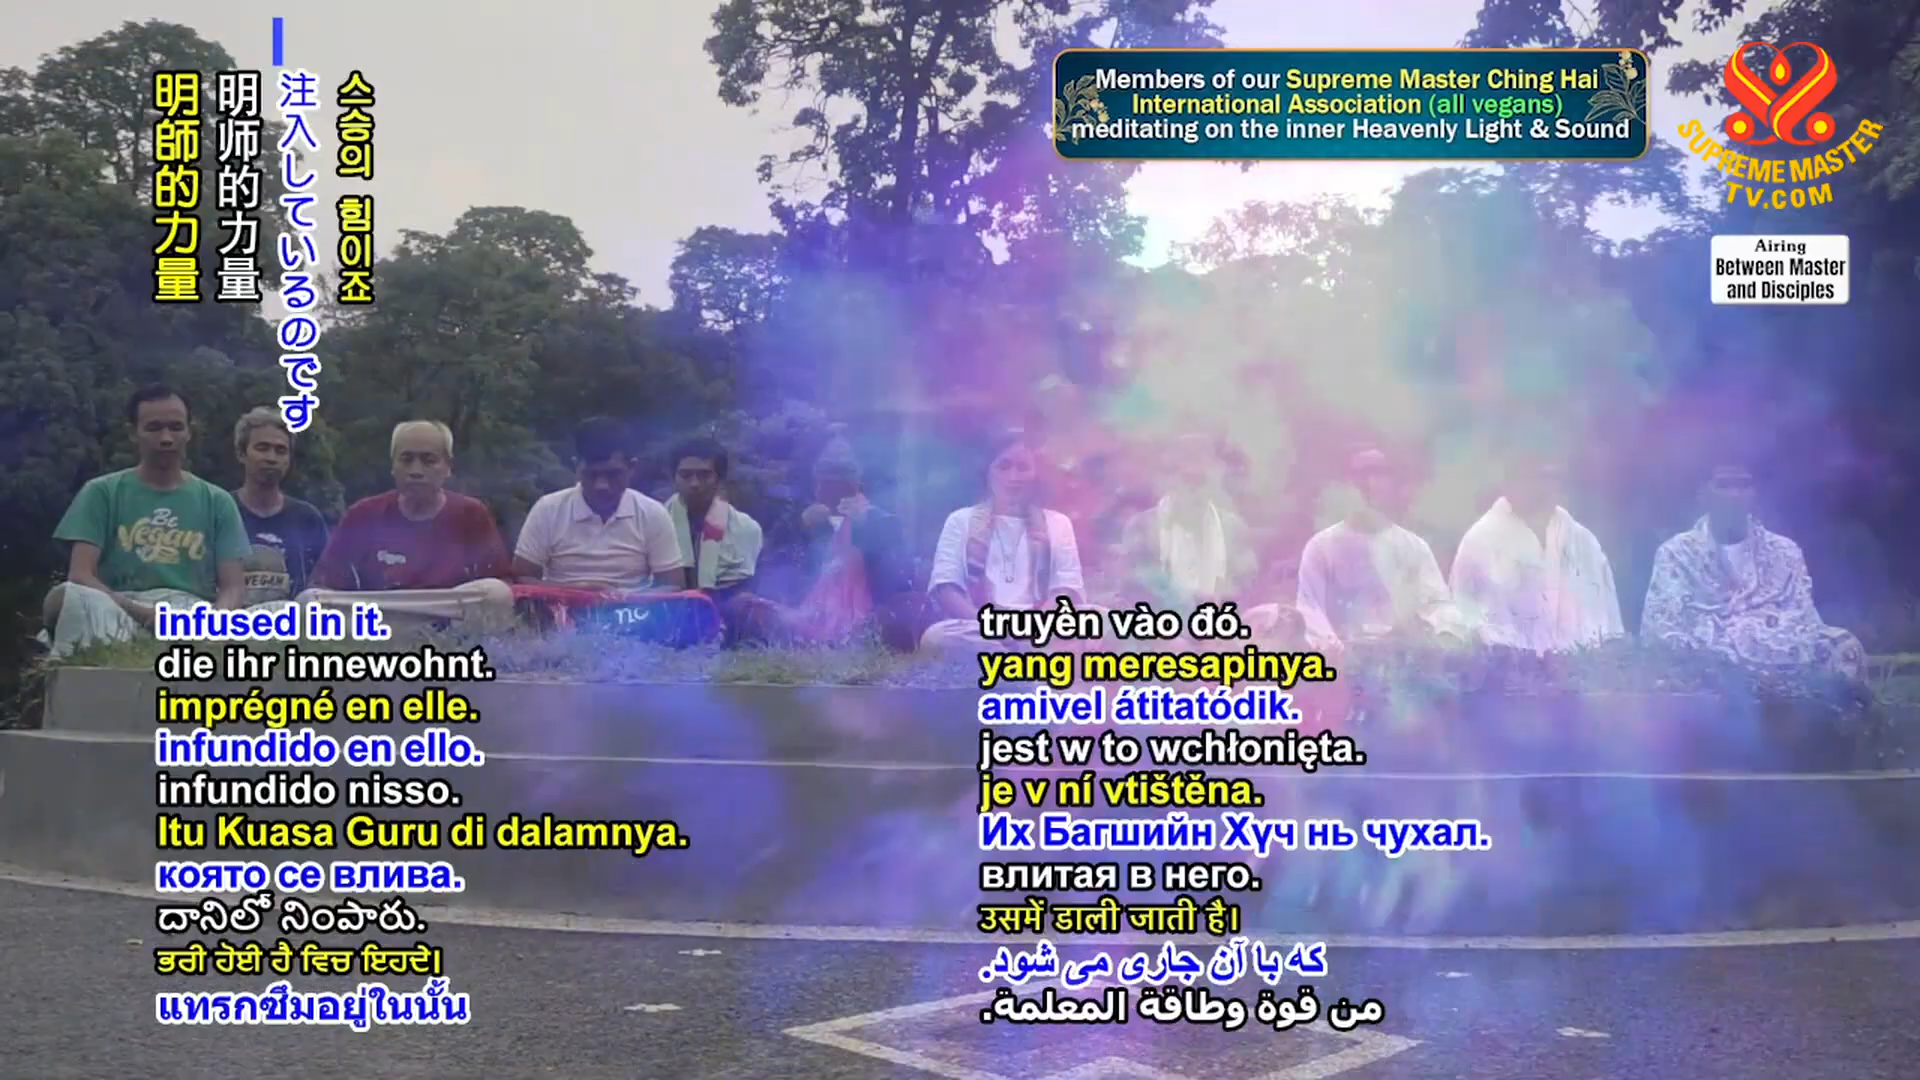 明師的力量
明师的力量
ー注入しているのです
스승의 힘이죠
Members of our Supreme Master Ching Hai
International Association (all vegans)
meditating on the inner Heavenly Light & Sound
SUPREME MASTER
TV.COM
Airing
Between Master
and Disciples
Be
Vegan
VEGAN
infused in it.
die ihr innewohnt.
imprégné en elle.
infundido en ello.
infundido nisso.
Itu Kuasa Guru di dalamnya.
която се влива.
దానిలో నింపారు.
ਭਰੀ ਹੋਈ ਹੈ ਵਿਚ ਇਹਦੇ।
แทรกซึมอยู่ในนั้น
truyền vào đó.
yang meresapinya.
amivel átitatódik.
jest w to wchłonięta.
je v ní vtištěna.
Их Багшийн Хүч нь чухал.
влитая в него.
उसमें डाली जाती है।
که با آن جاری می شود.
من قوة وطاقة المعلمة.